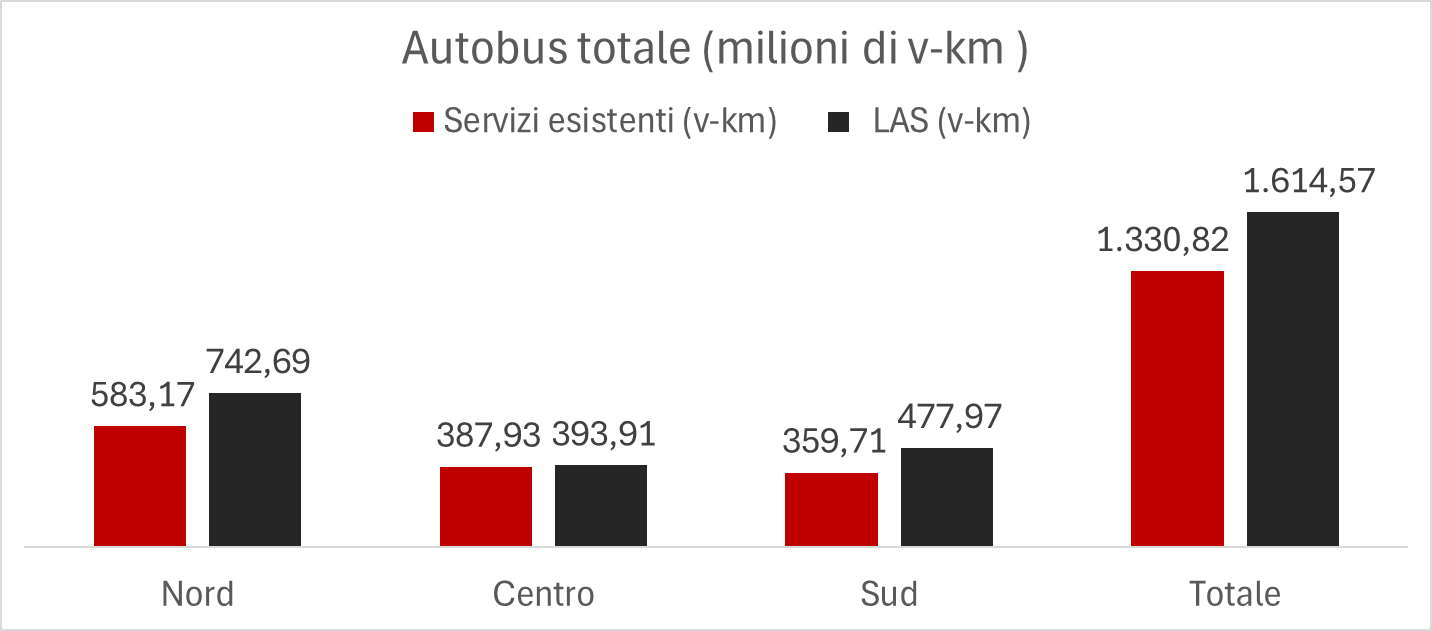 Autobus totale (milioni di v-km )
Servizi esistenti (v-km) LAS (v-km)
1.614,57
1.330,82
742,69
583,17
477,97
387,93 393,91
359,71
Nord Centro Sud Totale